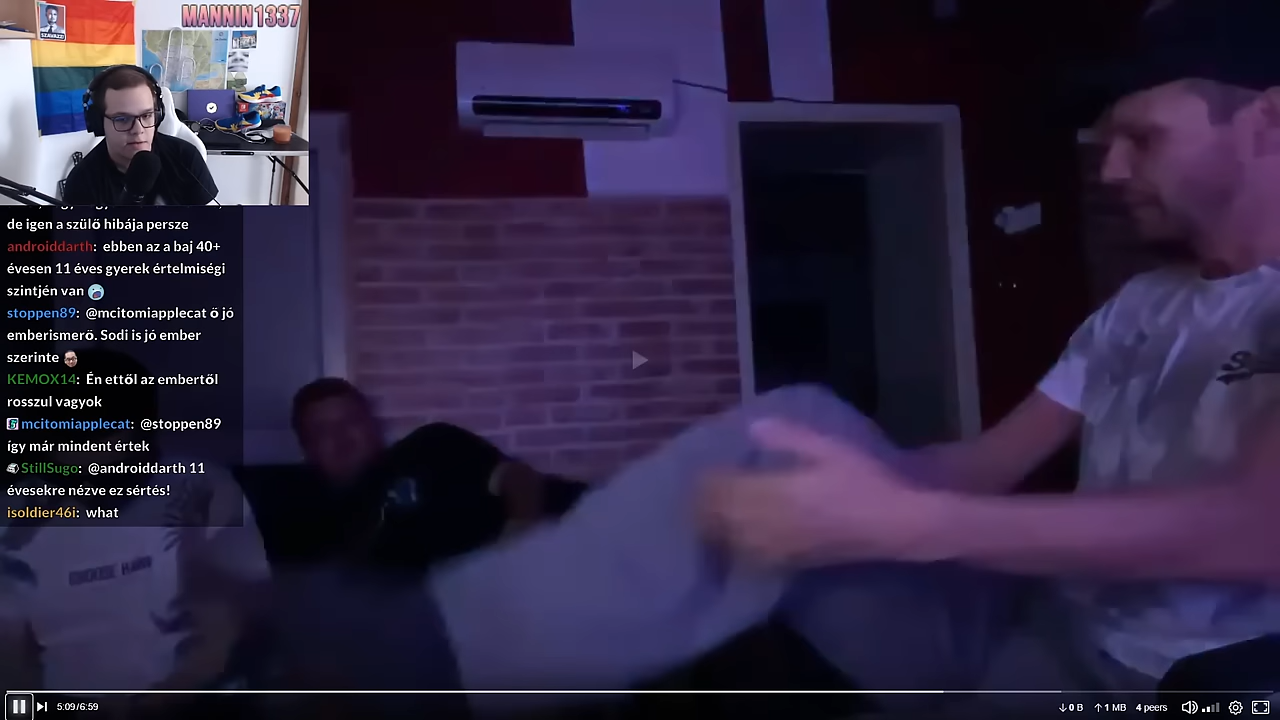 MANNIN1337
SZAVAZZ!
de igen a szülő hibája persze
androiddarth: ebben az a baj 40+
évesen 11 éves gyerek értelmiségi
szintjén van
stoppen89: @mcitomiapplecat ő jó
emberismerő. Sodi is jó ember
szerinte
KEMOX14: Én ettől az embertől
rosszul vagyok
mcitomiapplecat: @stoppen89
így már mindent értek
StillSugo: @androiddarth 11
évesekre nézve ez sértés!
isoldier46i: what
5:09/6:59
↓ 0 B ↑ 1 MB 4 peers